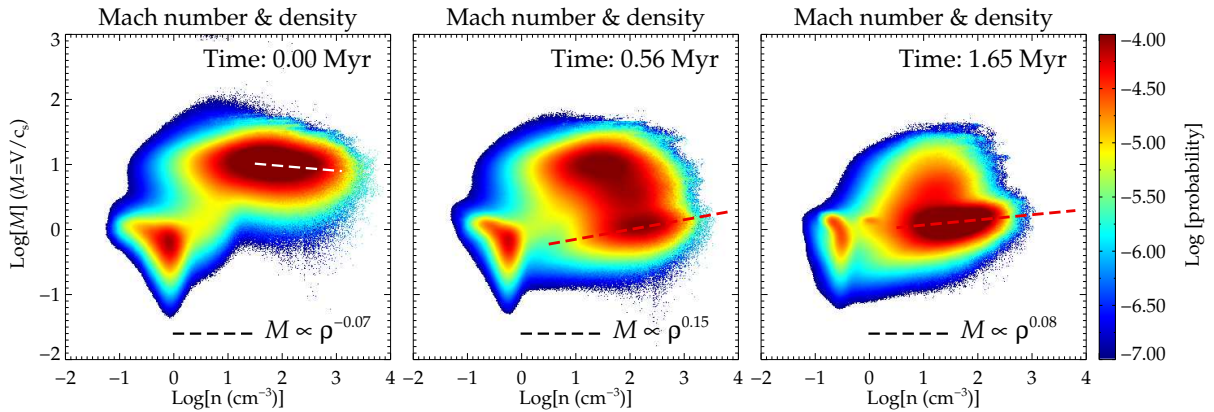 Mach number & density
Time: 0.00 Myr
Log[M] (M=V/cₛ)
3
2
1
0
−1
−2
M ∝ ρ⁻⁰·⁰⁷
−2 −1 0 1 2 3 4
Log[n (cm⁻³)]
Mach number & density
Time: 0.56 Myr
M ∝ ρ⁰·¹⁵
−2 −1 0 1 2 3 4
Log[n (cm⁻³)]
Mach number & density
Time: 1.65 Myr
M ∝ ρ⁰·⁰⁸
−2 −1 0 1 2 3 4
Log[n (cm⁻³)]
−4.00
−4.50
−5.00
−5.50
−6.00
−6.50
−7.00
Log [probability]